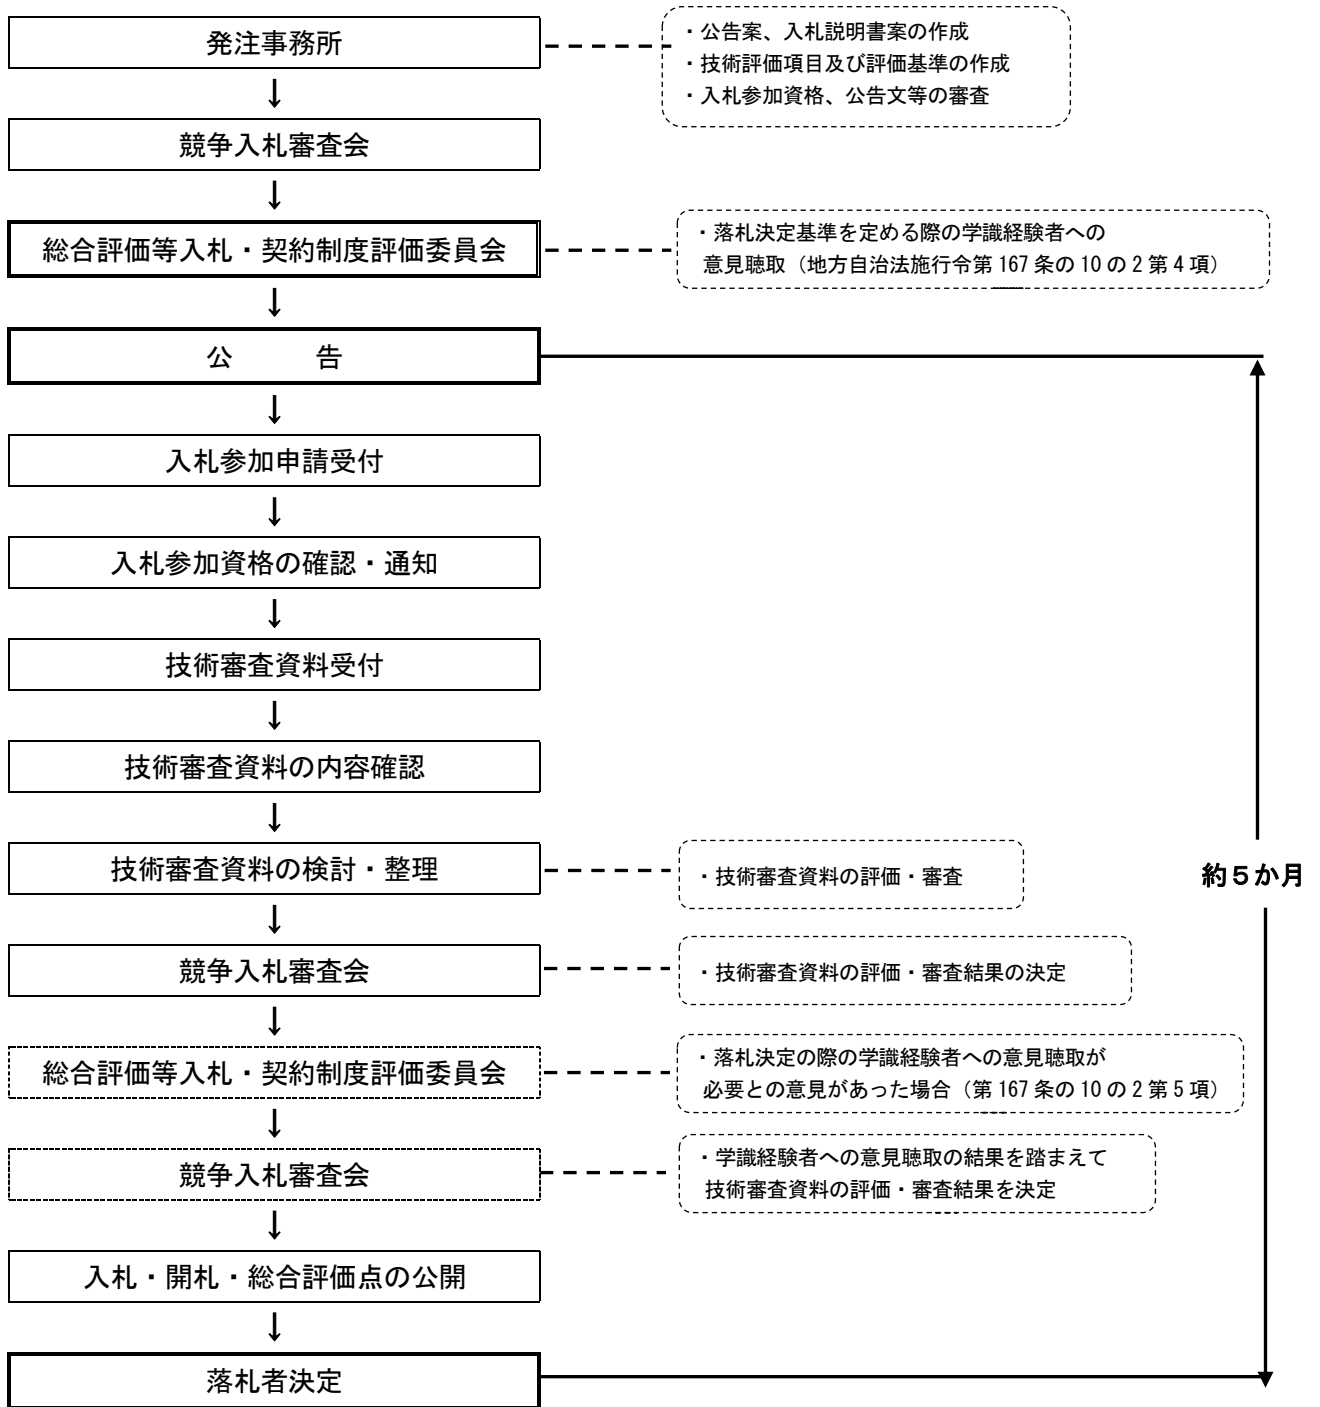 発注事務所
・公告案、入札説明書案の作成
・技術評価項目及び評価基準の作成
・入札参加資格、公告文等の審査
↓
競争入札審査会
↓
総合評価等入札・契約制度評価委員会
・落札決定基準を定める際の学識経験者への
意見聴取（地方自治法施行令第 167 条の 10 の 2 第 4 項）
↓
公　　　告
↓
入札参加申請受付
↓
入札参加資格の確認・通知
↓
技術審査資料受付
↓
技術審査資料の内容確認
↓
技術審査資料の検討・整理
・技術審査資料の評価・審査
約５か月
↓
競争入札審査会
・技術審査資料の評価・審査結果の決定
↓
総合評価等入札・契約制度評価委員会
・落札決定の際の学識経験者への意見聴取が
必要との意見があった場合（第 167 条の 10 の 2 第 5 項）
↓
競争入札審査会
・学識経験者への意見聴取の結果を踏まえて
技術審査資料の評価・審査結果を決定
↓
入札・開札・総合評価点の公開
↓
落札者決定